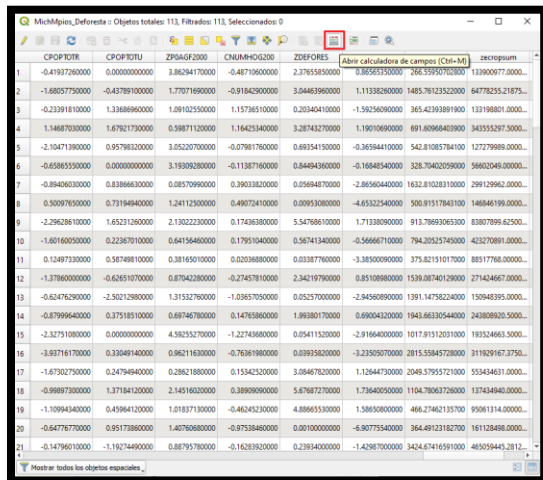 MichMpios_Deforesta :: Objetos totales: 113, Filtrados: 113, Seleccionados: 0
Abrir calculadora de campos (Ctrl+M)
CPOPTOTR CPOPTOTU ZP0AGF2000 CNUMHOG200 ZDEFORES zecropsum
1 -0.41937260000 0.00000000000 3.86294170000 -0.48710600000 2.37655850000 0.86565350000 266.55950702800 133900977.0000...
2 -1.68057750000 -0.43789100000 1.77071690000 -0.91842900000 3.04463960000 1.11338260000 1485.76123522000 64778255.21875...
3 -0.23391810000 1.33686960000 1.09102550000 1.15736510000 0.20340410000 -1.59256090000 365.42393891900 133198801.0000...
4 1.14687030000 1.67921730000 0.59871120000 1.16425340000 3.28743270000 1.19010690000 691.60968403900 343555297.5000...
5 -2.10471390000 0.95798320000 3.05220700000 -0.07981760000 0.69354150000 -0.36594410000 542.81085784100 127279989.0000...
6 -0.65865550000 0.00000000000 3.19309280000 -0.11387160000 0.84494360000 -0.16848540000 328.70402059000 56602049.00000...
7 -0.89406030000 0.83866630000 0.08570990000 0.39033820000 0.05694870000 -2.86560440000 1632.81028310000 299129962.0000...
8 0.50097650000 0.73194940000 1.24112500000 0.49072410000 0.00953080000 -4.65322540000 500.91517843100 146846199.0000...
9 -2.29628610000 1.65231260000 2.13022230000 0.17436380000 5.54768610000 1.71338090000 913.78693065300 83807899.62500...
10 -1.60160050000 0.22367010000 0.64156460000 0.17951040000 0.56741340000 -0.56666710000 794.20525745000 423270891.0000...
11 0.12497330000 0.58749810000 0.38165010000 0.02036880000 0.03387760000 -3.38500090000 375.82151017700 88517768.00000...
12 -1.37860000000 -0.62651070000 0.87042280000 -0.27457810000 2.34219790000 0.85108980000 1539.08740129000 271424667.0000...
13 -0.62476290000 -2.50212980000 1.31532760000 -1.03657050000 0.05257000000 -2.94560890000 1391.14758224000 150948395.0000...
14 -0.87999640000 0.37518510000 0.69746780000 0.14765860000 1.99380170000 0.69004320000 1943.66330544000 243808920.5000...
15 -2.32751080000 0.00000000000 4.59255270000 -1.22743680000 0.05411520000 -2.91664000000 1017.91512031000 193524663.5000...
16 -3.93716170000 0.33049140000 0.96211630000 -0.76361980000 0.03935820000 -3.23505070000 2815.55845728000 311929167.3750...
17 -1.67302750000 0.24794940000 0.28621880000 0.15342520000 3.08467820000 1.12644730000 2049.57955721000 553434631.0000...
18 -0.99897300000 1.37184120000 2.14516020000 0.38909090000 5.67687270000 1.73640050000 1104.78063726000 137434940.0000...
19 -1.10994340000 0.45964120000 1.01837130000 -0.46245230000 4.88665530000 1.58650800000 466.27462135700 95061314.00000...
20 -0.64776770000 0.95173860000 1.40760680000 -0.97538460000 0.00100000000 -6.90775540000 364.49123182700 161128498.0000...
21 -0.14796010000 -1.19274490000 0.88795780000 -0.16283920000 0.23934000000 -1.42987000000 3424.67416591000 465059445.2812...
Mostrar todos los objetos espaciales